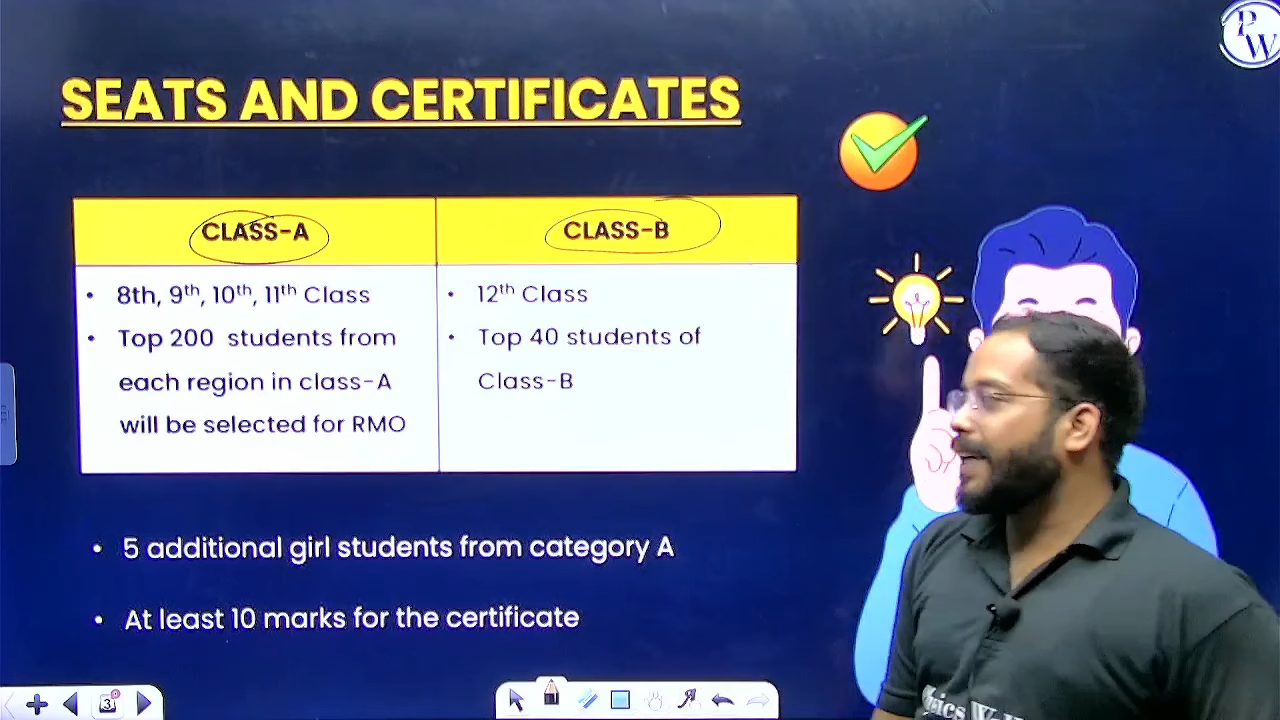 PW
SEATS AND CERTIFICATES
CLASS-A
CLASS-B
• 8th, 9th, 10th, 11th Class
• Top 200 students from
each region in class-A
will be selected for RMO
• 12th Class
• Top 40 students of
Class-B
• 5 additional girl students from category A
• At least 10 marks for the certificate
3